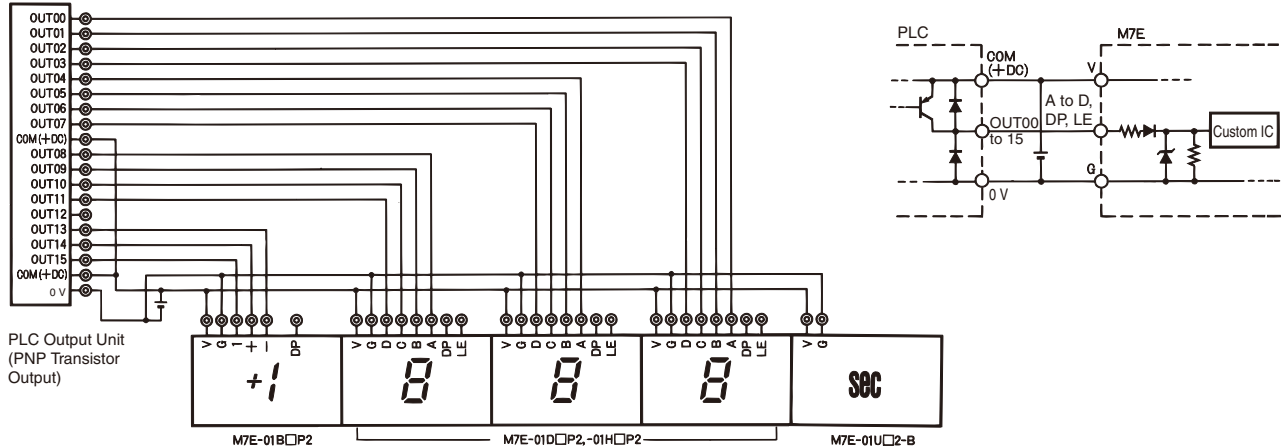 OUT00
OUT01
OUT02
OUT03
OUT04
OUT05
OUT06
OUT07
COM(+DC)
OUT08
OUT09
OUT10
OUT11
OUT12
OUT13
OUT14
OUT15
COM(+DC)
0 V
PLC Output Unit
(PNP Transistor
Output)
V G 1 + − DP
V G D C B A DP LE
V G D C B A DP LE
V G D C B A DP LE
V G
+1
8
8
8
sec
M7E-01B□P2
M7E-01D□P2, -01H□P2
M7E-01U□2-B
PLC
M7E
COM
(+DC)
V
A to D,
DP, LE
OUT00
to 15
Custom IC
G
0 V